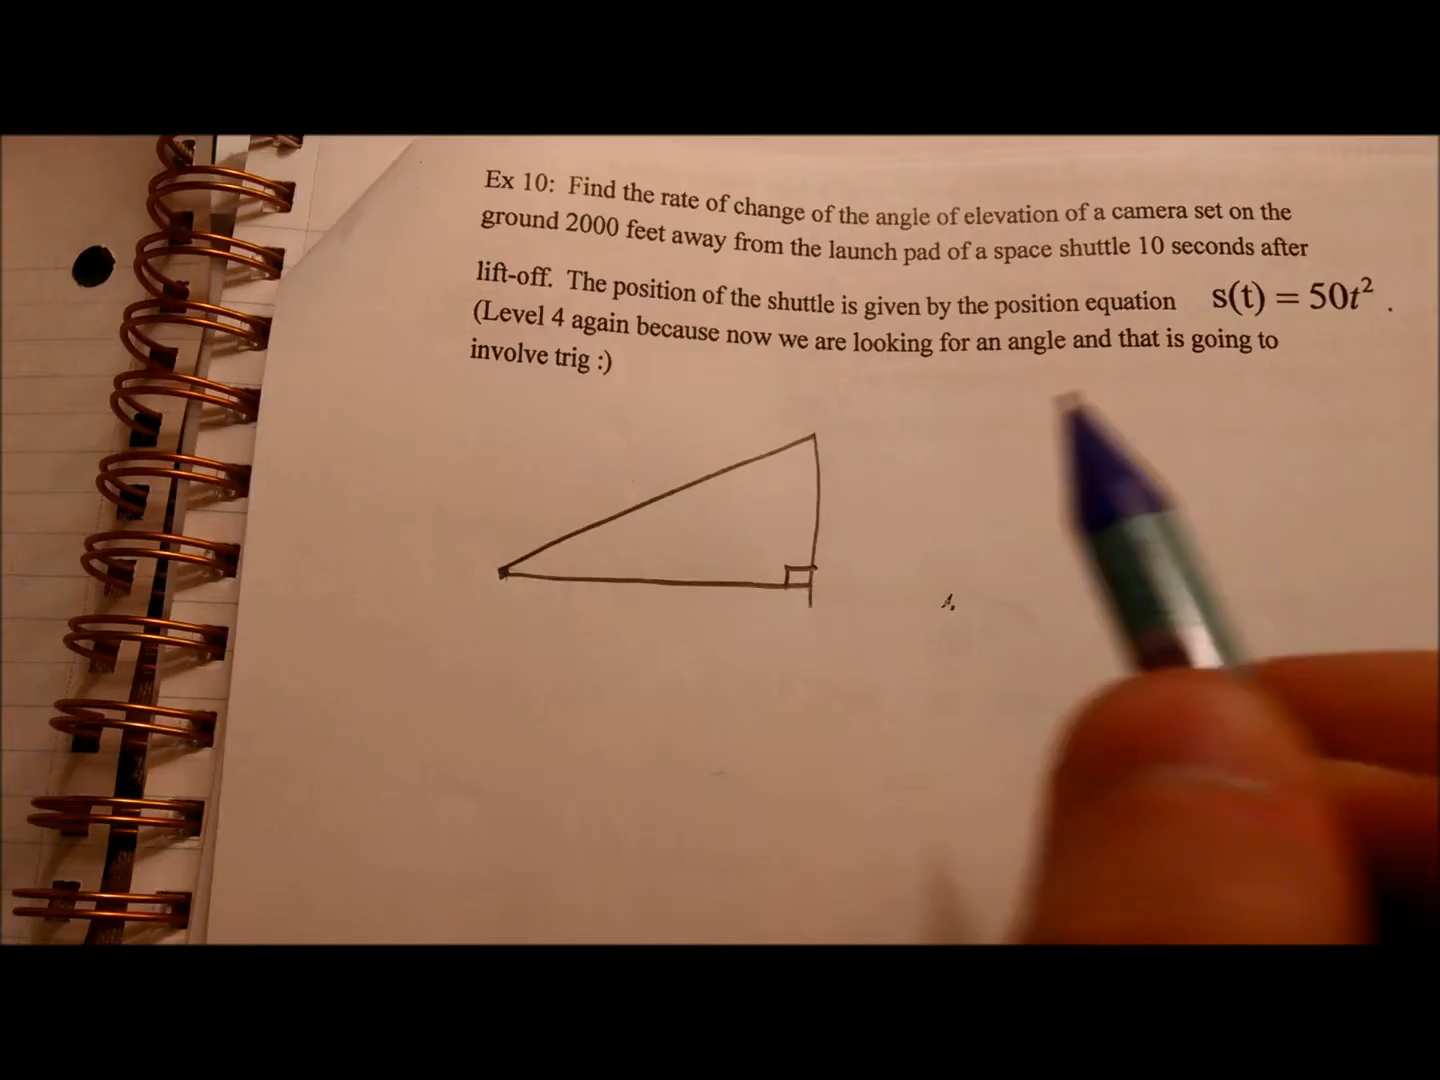 Ex 10: Find the rate of change of the angle of elevation of a camera set on the
ground 2000 feet away from the launch pad of a space shuttle 10 seconds after
lift-off. The position of the shuttle is given by the position equation s(t) = 50t² .
(Level 4 again because now we are looking for an angle and that is going to
involve trig :)